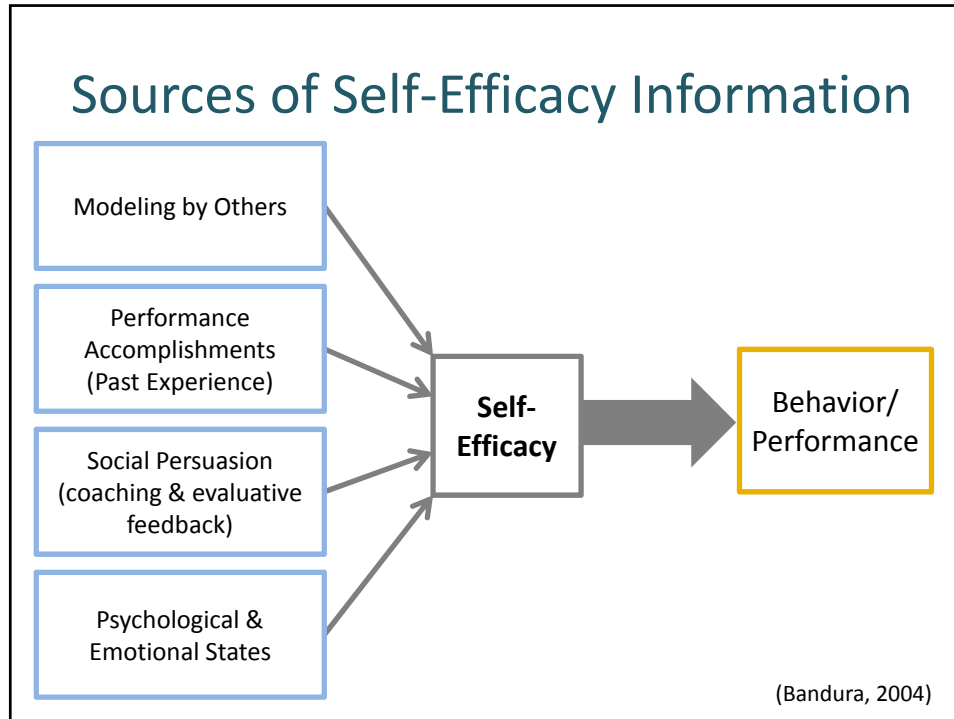 Sources of Self-Efficacy Information
Modeling by Others
Performance
Accomplishments
(Past Experience)
Social Persuasion
(coaching & evaluative
feedback)
Psychological &
Emotional States
Self-
Efficacy
Behavior/
Performance
(Bandura, 2004)